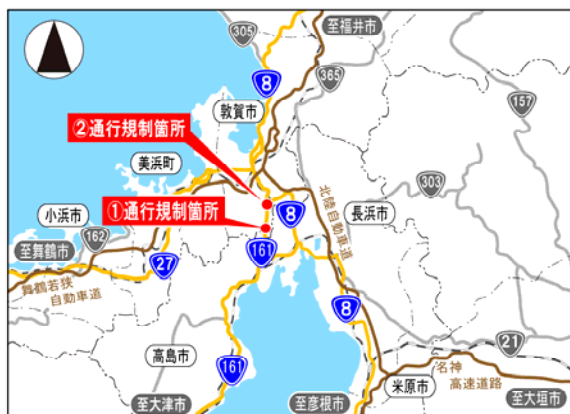 至福井市
305
8
365
157
敦賀市
②通行規制箇所
美浜町
303
北陸自動車道
長浜市
小浜市
①通行規制箇所
8
162
至舞鶴市
161
27
舞鶴若狭
自動車道
8
21
高島市
161
名神
高速道路
米原市
至大津市
至彦根市
至大垣市